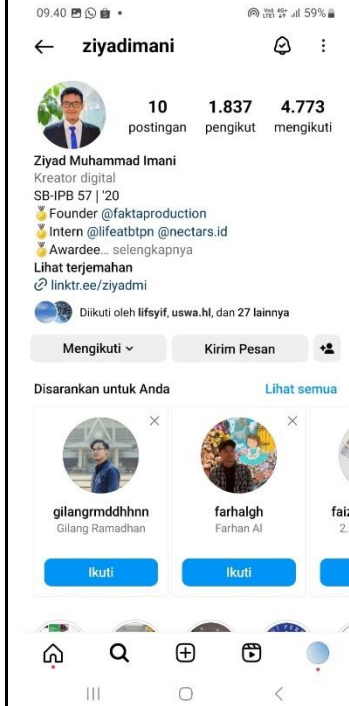 09.40
59%
ziyadimani
10 1.837 4.773
postingan pengikut mengikuti
Ziyad Muhammad Imani
Kreator digital
SB-IPB 57 | '20
🏅Founder @faktaproduction
🏅Intern @lifeatbtpn @nectars.id
🏅Awardee... selengkapnya
Lihat terjemahan
linktr.ee/ziyadmi
Diikuti oleh lifsyif, uswa.hl, dan 27 lainnya
Mengikuti
Kirim Pesan
Disarankan untuk Anda
Lihat semua
gilangrmddhhnn
Gilang Ramadhan
Ikuti
farhalgh
Farhan Al
Ikuti
faiz
2.